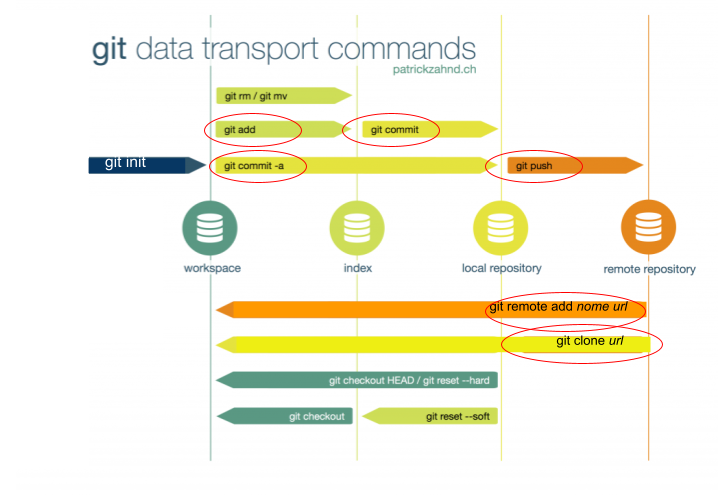 git data transport commands
patrickzahnd.ch
git rm / git mv
git add
git commit
git init
git commit -a
git push
workspace
index
local repository
remote repository
git remote add nome url
git clone url
git checkout HEAD / git reset --hard
git checkout
git reset --soft